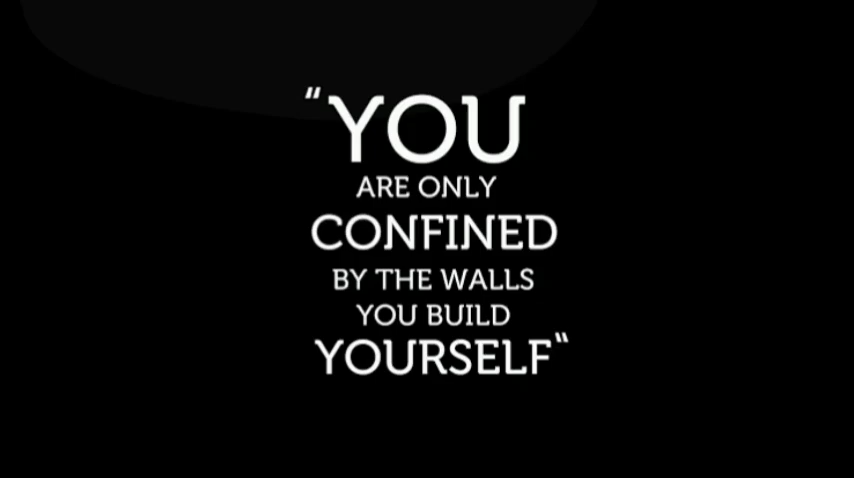 "YOU
ARE ONLY
CONFINED
BY THE WALLS
YOU BUILD
YOURSELF"